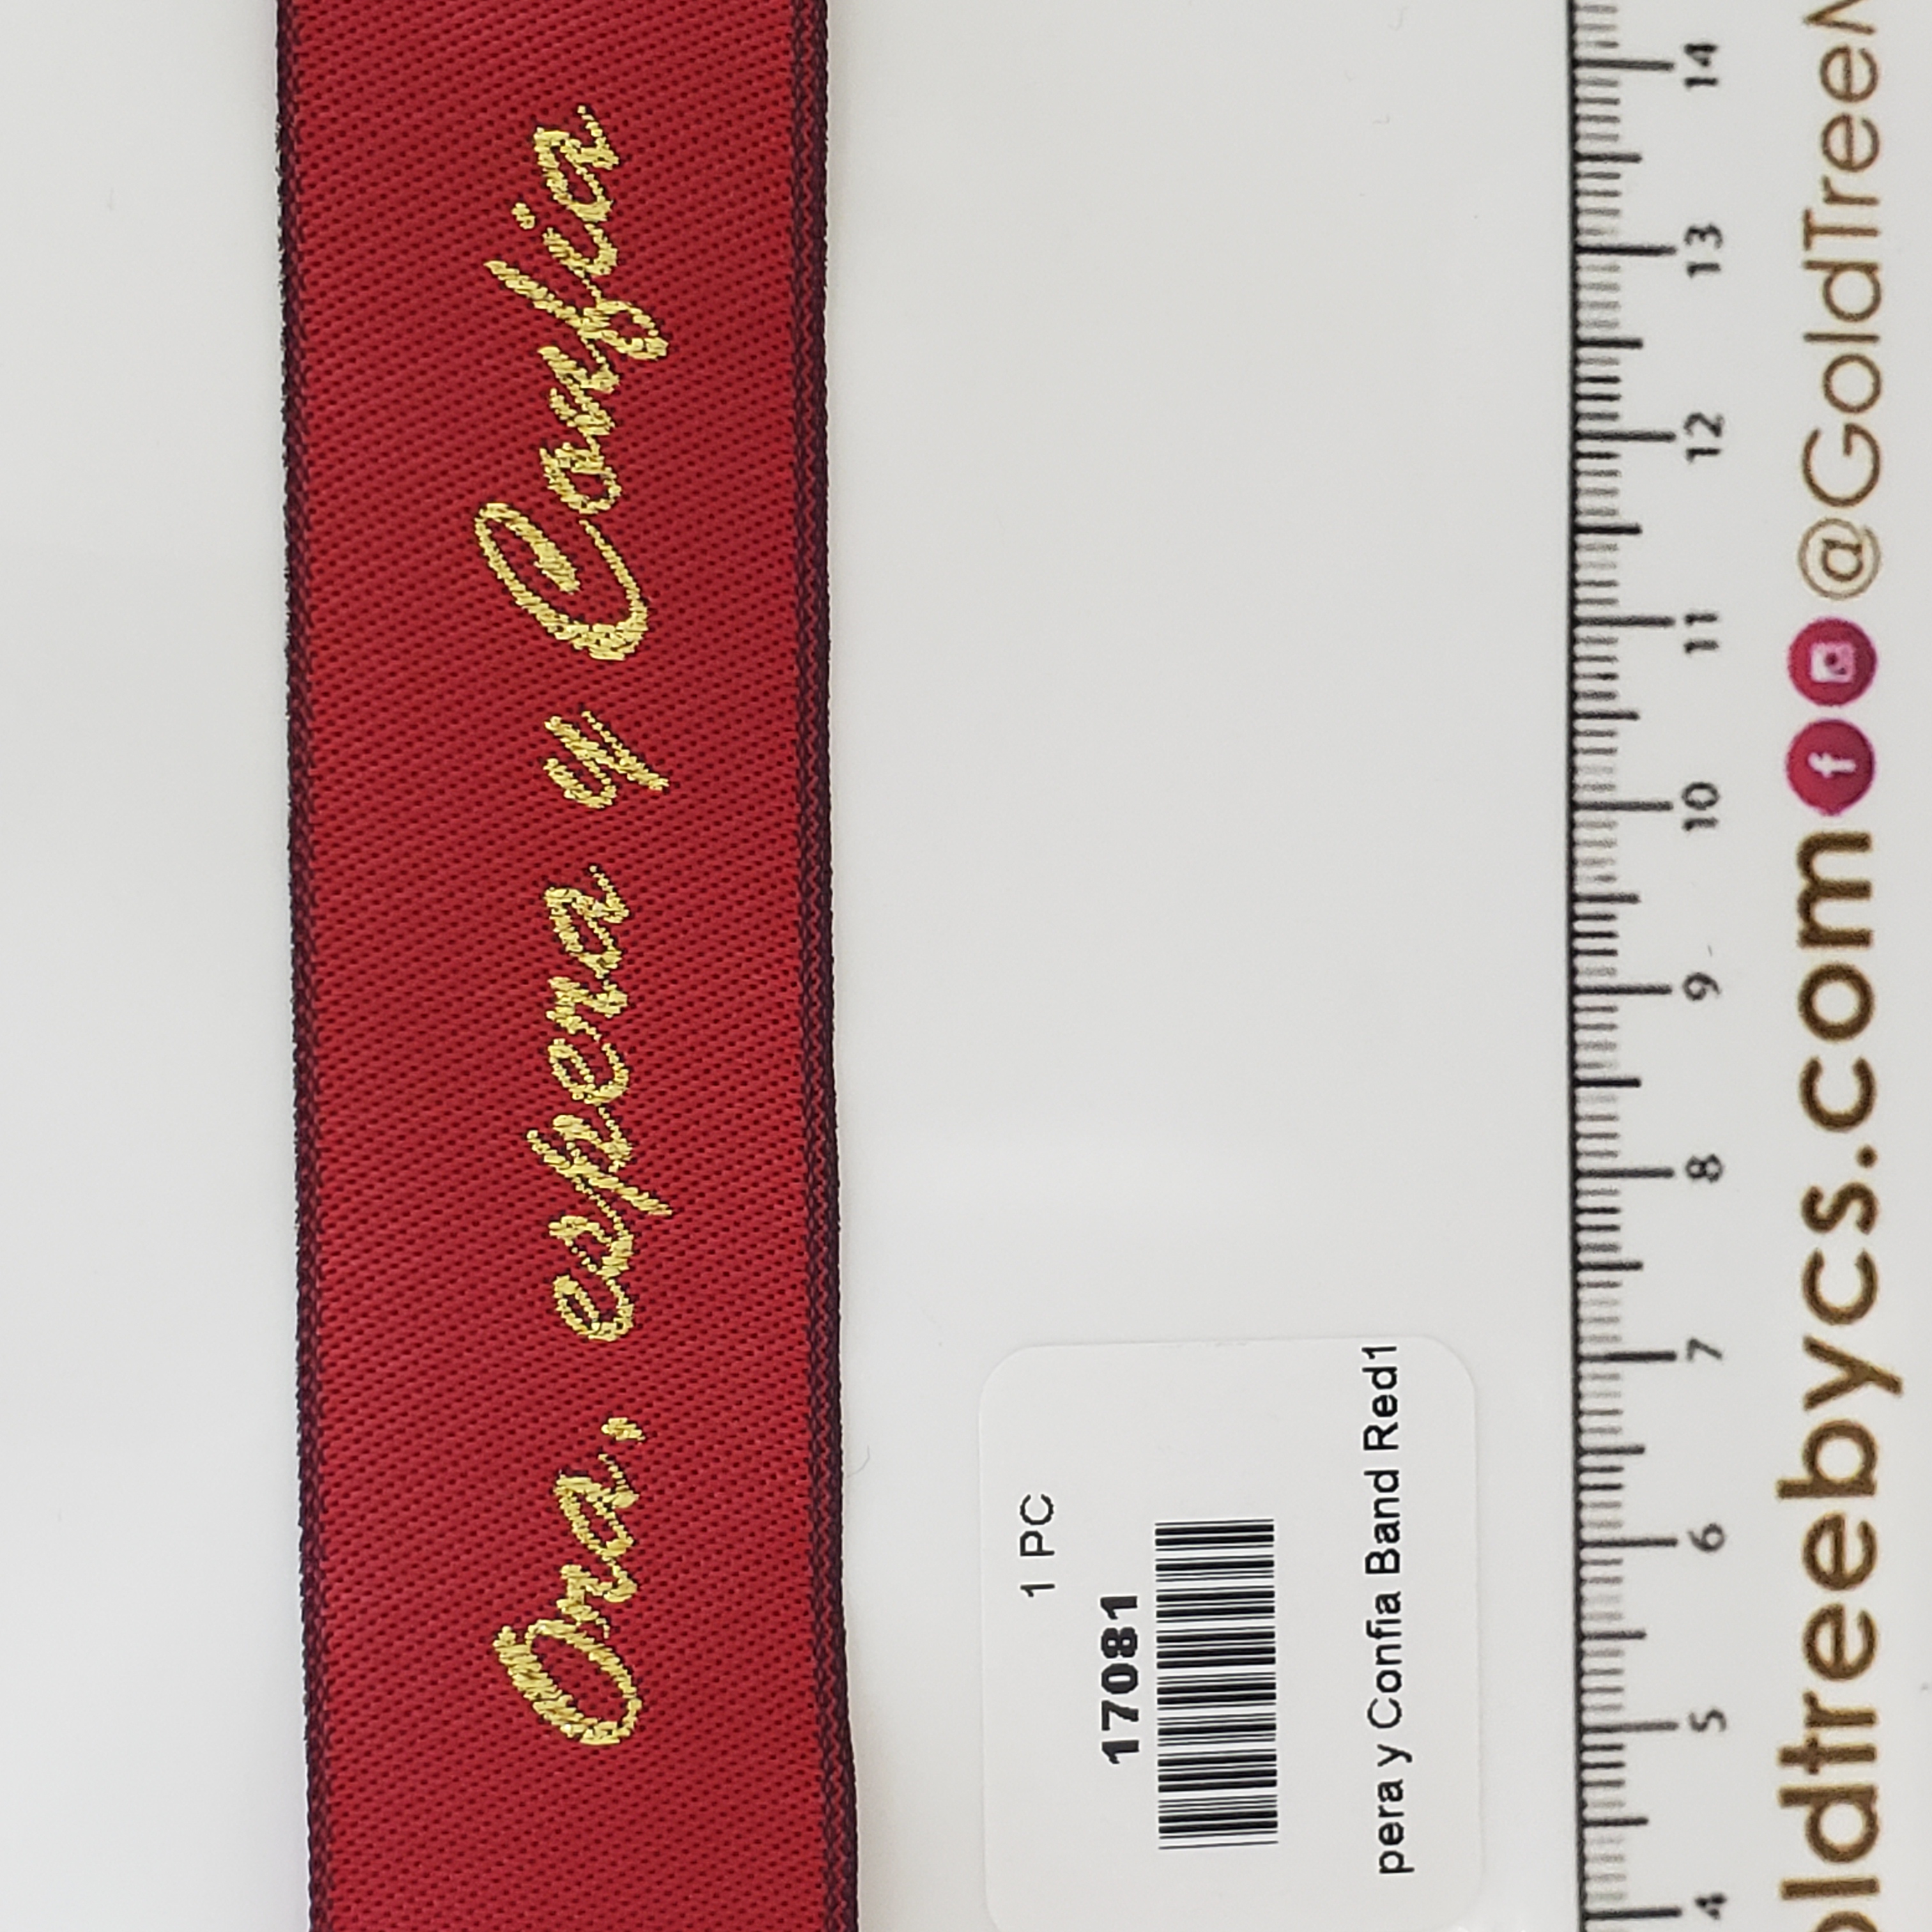 Ora, espera y Confia
1 PC
17081
pera y Confia Band Red1
4 5 6 7 8 9 10 11 12 13 14
oldtreebycs.com @GoldTree